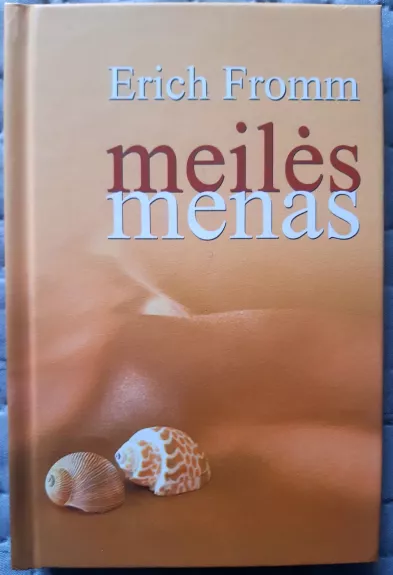 Erich Fromm
meilės
menas